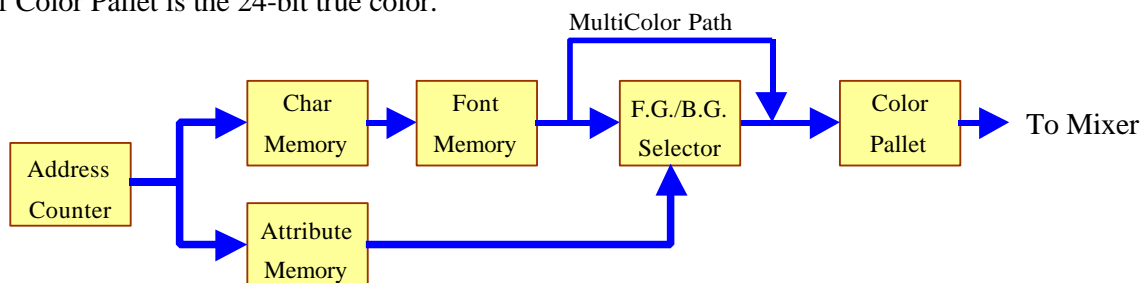 Color Pallet is the 24-bit true color.
MultiColor Path
Char
Memory
Font
Memory
F.G./B.G.
Selector
Color
Pallet
To Mixer
Address
Counter
Attribute
Memory